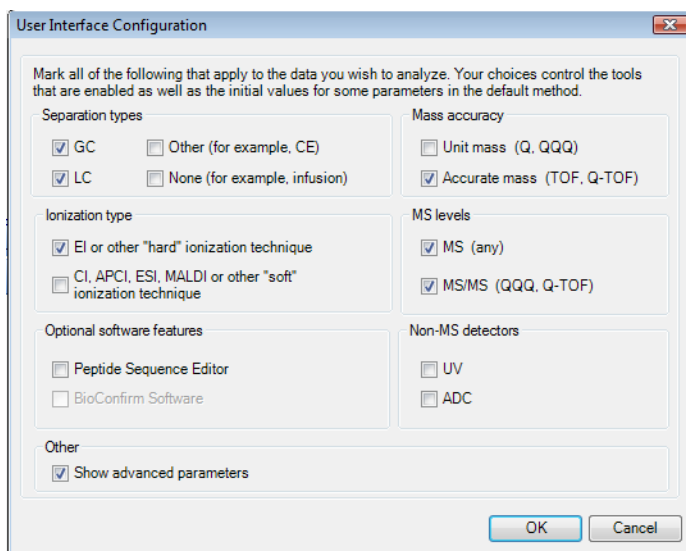 User Interface Configuration
Mark all of the following that apply to the data you wish to analyze. Your choices control the tools
that are enabled as well as the initial values for some parameters in the default method.
Separation types
GC
Other (for example, CE)
LC
None (for example, infusion)
Mass accuracy
Unit mass (Q, QQQ)
Accurate mass (TOF, Q-TOF)
Ionization type
EI or other "hard" ionization technique
CI, APCI, ESI, MALDI or other "soft"
ionization technique
MS levels
MS (any)
MS/MS (QQQ, Q-TOF)
Optional software features
Peptide Sequence Editor
BioConfirm Software
Non-MS detectors
UV
ADC
Other
Show advanced parameters
OK
Cancel